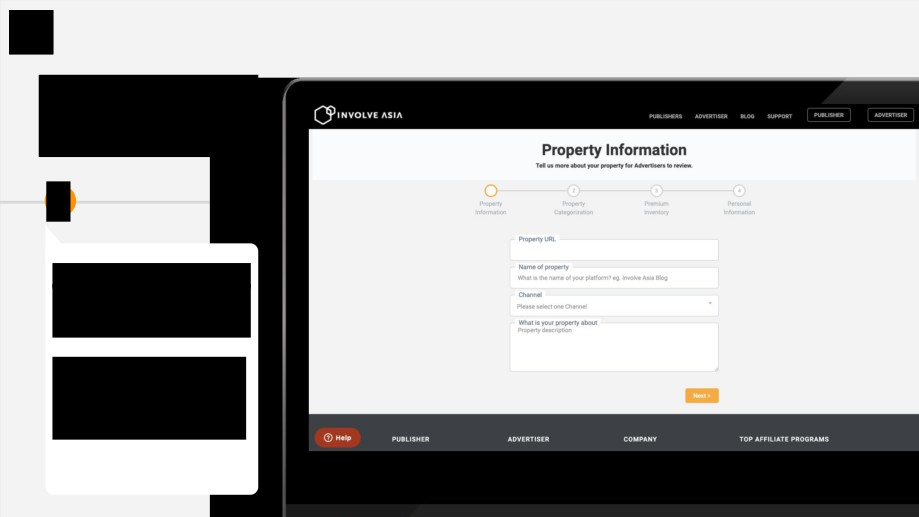 INVOLVE ASIA
PUBLISHERS ADVERTISER BLOG SUPPORT PUBLISHER ADVERTISER
Property Information
Tell us more about your property for Advertisers to review.
2 3 4
Property Information
Property Categorization
Premium Inventory
Personal Information
Property URL
Name of property
What is the name of your platform? eg. Involve Asia Blog
Channel
Please select one Channel
What is your property about
Property description
Next >
Help
PUBLISHER ADVERTISER COMPANY TOP AFFILIATE PROGRAMS